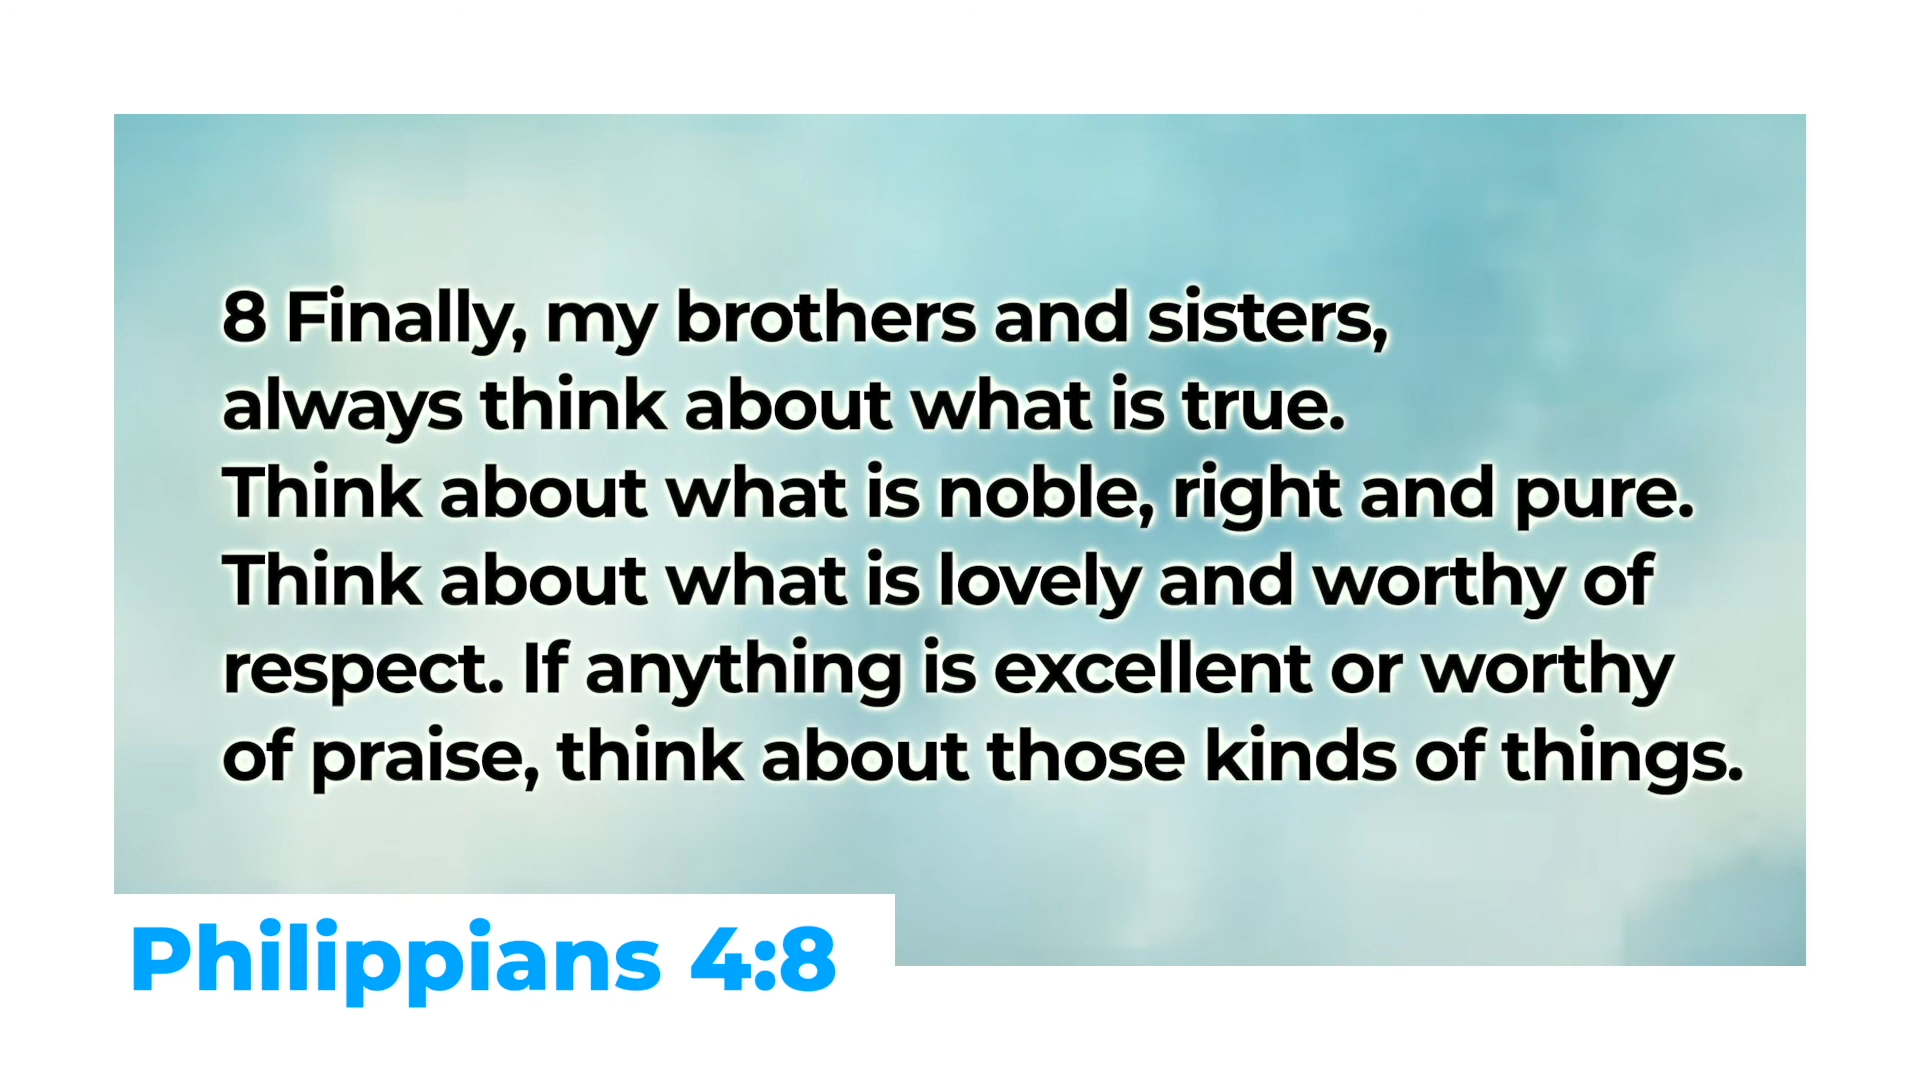 8 Finally, my brothers and sisters,
always think about what is true.
Think about what is noble, right and pure.
Think about what is lovely and worthy of
respect. If anything is excellent or worthy
of praise, think about those kinds of things.
Philippians 4:8